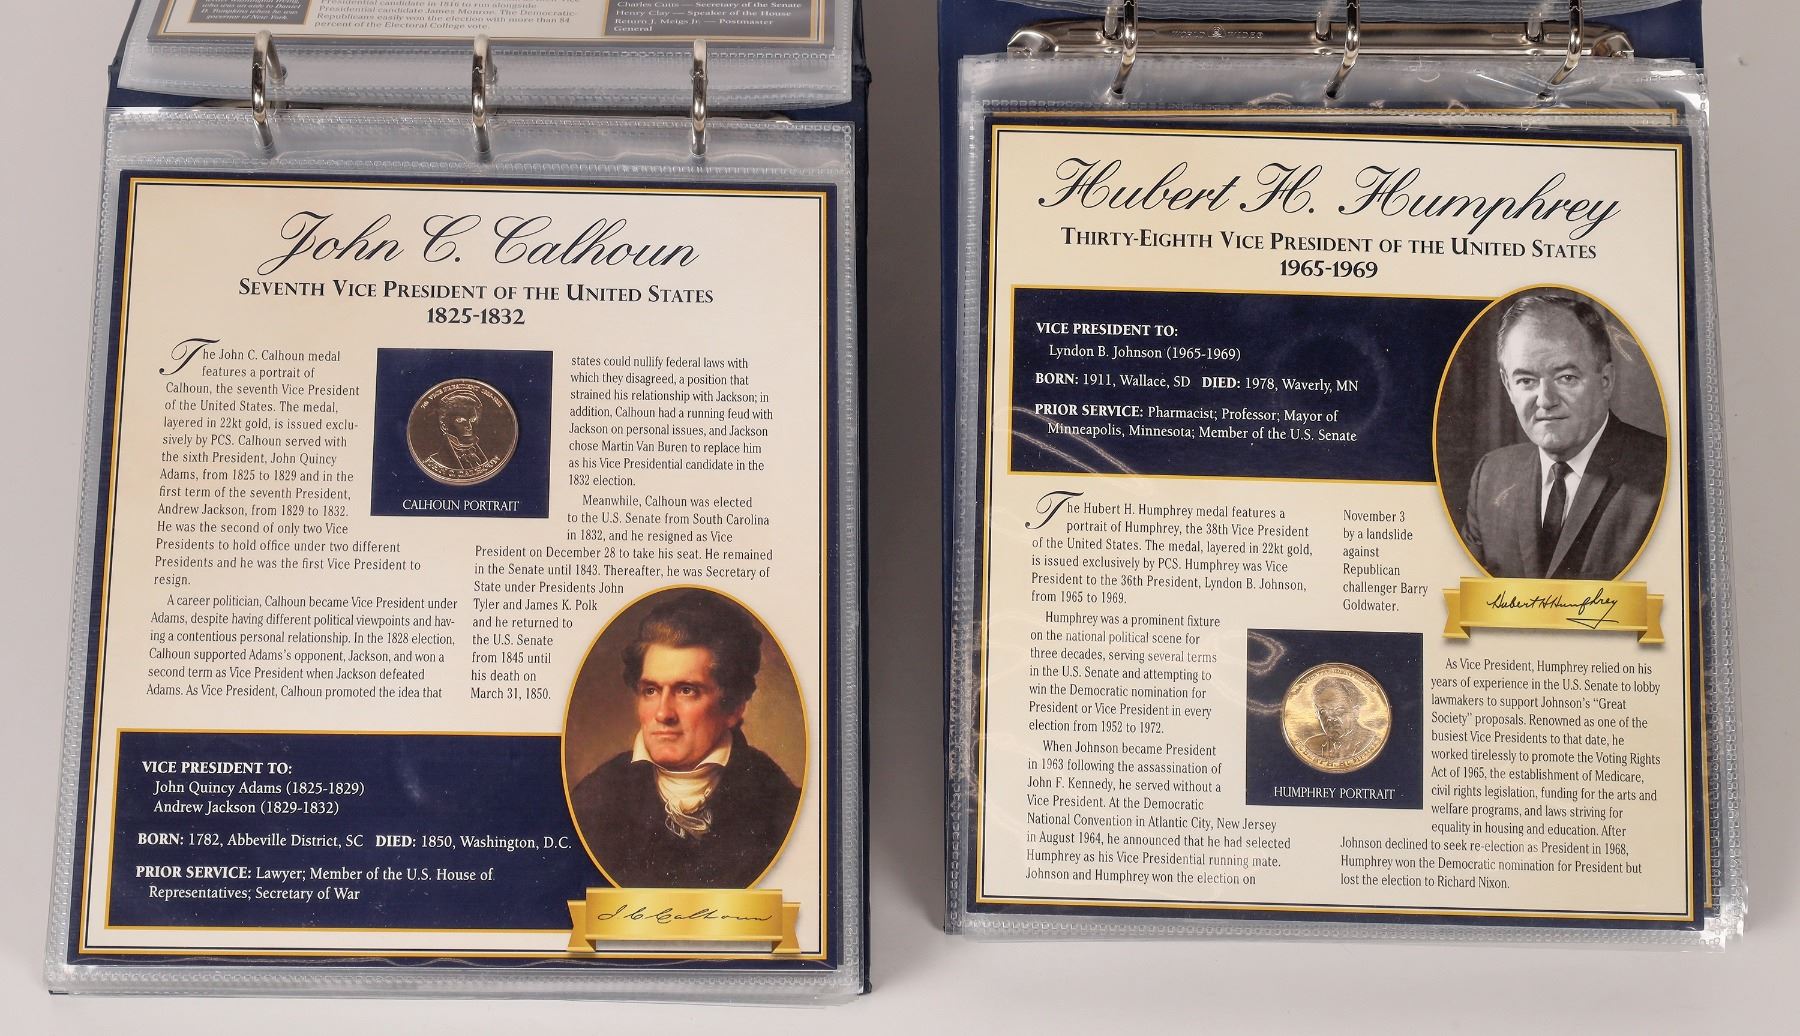 Presidential candidate in 1816 to run alongside
Presidential candidate James Monroe. The Democratic-
Republicans easily won the election with more than 84
percent of the Electoral College vote.
Charles Cutts — Secretary of the Senate
Henry Clay — Speaker of the House
Return J. Meigs Jr. — Postmaster
General
John C. Calhoun
SEVENTH VICE PRESIDENT OF THE UNITED STATES
1825-1832
The John C. Calhoun medal
features a portrait of
Calhoun, the seventh Vice President
of the United States. The medal,
layered in 22kt gold, is issued exclu-
sively by PCS. Calhoun served with
the sixth President, John Quincy
Adams, from 1825 to 1829 and in the
first term of the seventh President,
Andrew Jackson, from 1829 to 1832.
He was the second of only two Vice
Presidents to hold office under two different
Presidents and he was the first Vice President to
resign.
A career politician, Calhoun became Vice President under
Adams, despite having different political viewpoints and hav-
ing a contentious personal relationship. In the 1828 election,
Calhoun supported Adams's opponent, Jackson, and won a
second term as Vice President when Jackson defeated
Adams. As Vice President, Calhoun promoted the idea that
CALHOUN PORTRAIT
states could nullify federal laws with
which they disagreed, a position that
strained his relationship with Jackson; in
addition, Calhoun had a running feud with
Jackson on personal issues, and Jackson
chose Martin Van Buren to replace him
as his Vice Presidential candidate in the
1832 election.
Meanwhile, Calhoun was elected
to the U.S. Senate from South Carolina
in 1832, and he resigned as Vice
President on December 28 to take his seat. He remained
in the Senate until 1843. Thereafter, he was Secretary of
State under Presidents John
Tyler and James K. Polk
and he returned to
the U.S. Senate
from 1845 until
his death on
March 31, 1850.
VICE PRESIDENT TO:
John Quincy Adams (1825-1829)
Andrew Jackson (1829-1832)
BORN: 1782, Abbeville District, SC DIED: 1850, Washington, D.C.
PRIOR SERVICE: Lawyer; Member of the U.S. House of
Representatives; Secretary of War
J C Calhoun
WORLD WIDE
Hubert H. Humphrey
THIRTY-EIGHTH VICE PRESIDENT OF THE UNITED STATES
1965-1969
VICE PRESIDENT TO:
Lyndon B. Johnson (1965-1969)
BORN: 1911, Wallace, SD DIED: 1978, Waverly, MN
PRIOR SERVICE: Pharmacist; Professor; Mayor of
Minneapolis, Minnesota; Member of the U.S. Senate
Hubert H Humphrey
The Hubert H. Humphrey medal features a
portrait of Humphrey, the 38th Vice President
of the United States. The medal, layered in 22kt gold,
is issued exclusively by PCS. Humphrey was Vice
President to the 36th President, Lyndon B. Johnson,
from 1965 to 1969.
Humphrey was a prominent fixture
on the national political scene for
three decades, serving several terms
in the U.S. Senate and attempting to
win the Democratic nomination for
President or Vice President in every
election from 1952 to 1972.
When Johnson became President
in 1963 following the assassination of
John F. Kennedy, he served without a
Vice President. At the Democratic
National Convention in Atlantic City, New Jersey
in August 1964, he announced that he had selected
Humphrey as his Vice Presidential running mate.
Johnson and Humphrey won the election on
HUMPHREY PORTRAIT
November 3
by a landslide
against
Republican
challenger Barry
Goldwater.
As Vice President, Humphrey relied on his
years of experience in the U.S. Senate to lobby
lawmakers to support Johnson's "Great
Society" proposals. Renowned as one of the
busiest Vice Presidents to that date, he
worked tirelessly to promote the Voting Rights
Act of 1965, the establishment of Medicare,
civil rights legislation, funding for the arts and
welfare programs, and laws striving for
equality in housing and education. After
Johnson declined to seek re-election as President in 1968,
Humphrey won the Democratic nomination for President but
lost the election to Richard Nixon.